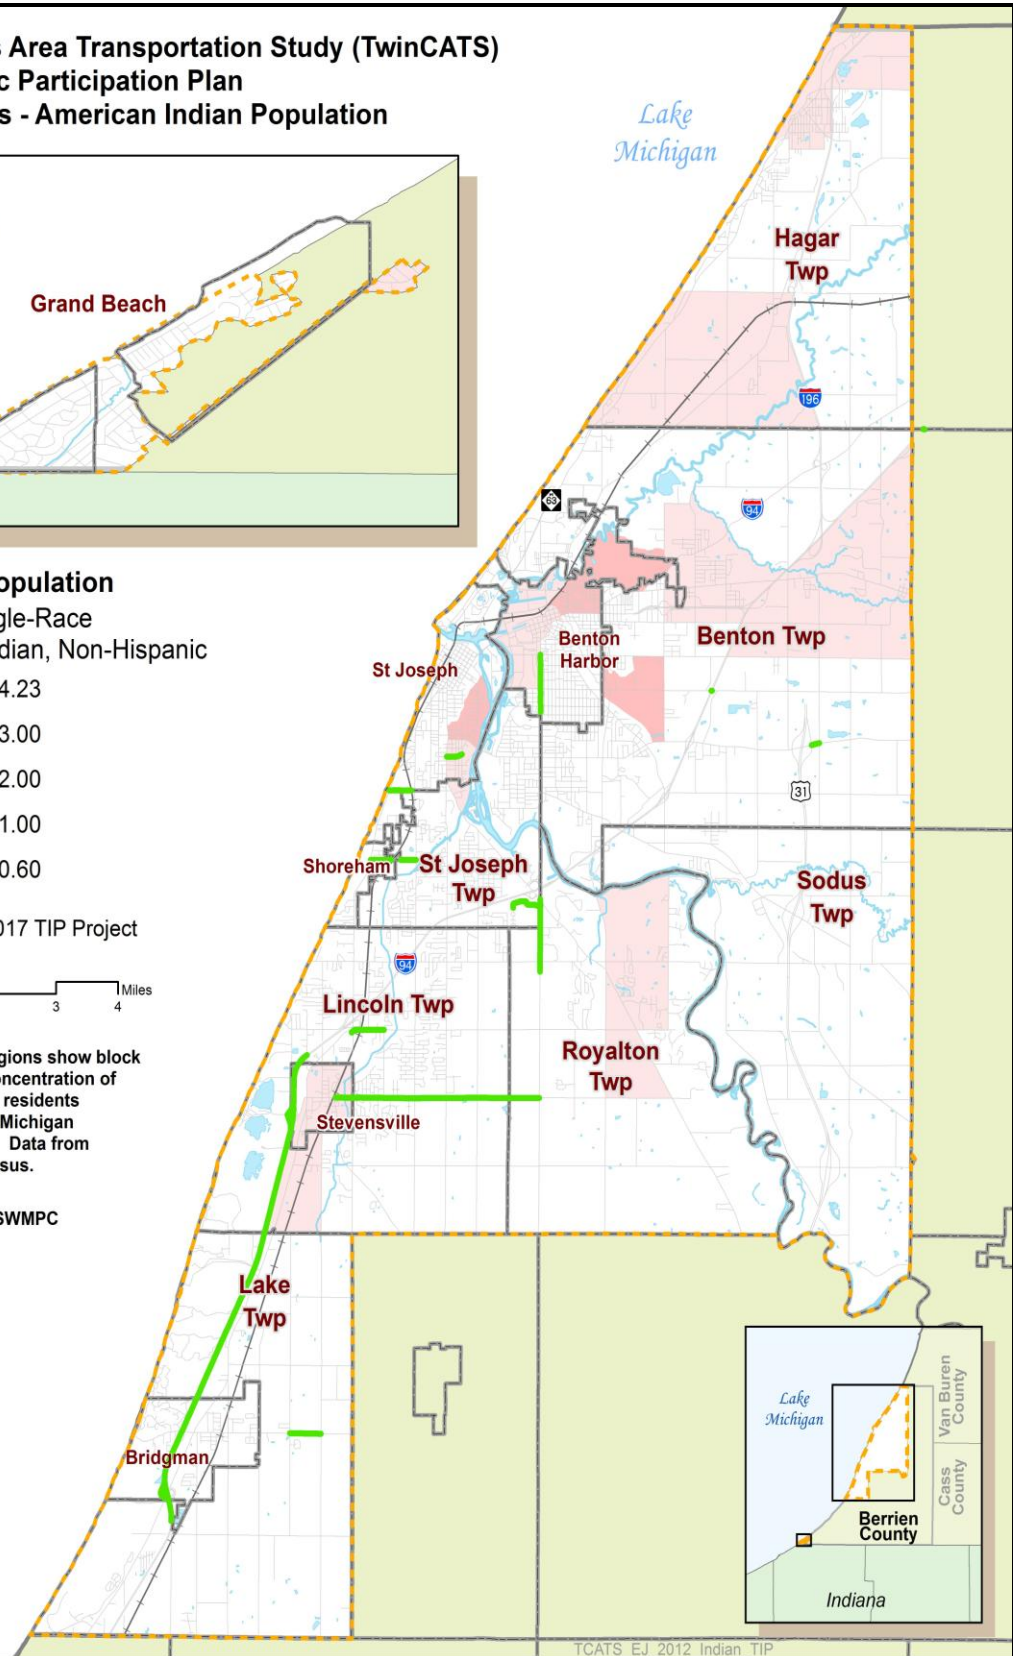 s Area Transportation Study (TwinCATS)
c Participation Plan
s - American Indian Population
Lake
Michigan
Hagar
Twp
Grand Beach
196
63
94
opulation
gle-Race
dian, Non-Hispanic
4.23
3.00
2.00
1.00
0.60
017 TIP Project
Miles
3 4
St Joseph
Benton
Harbor
Benton Twp
31
Shoreham
St Joseph
Twp
Sodus
Twp
94
Lincoln Twp
Royalton
Twp
Stevensville
gions show block
oncentration of
residents
Michigan
Data from
sus.
SWMPC
Lake
Twp
Bridgman
Lake
Michigan
Van Buren
County
Cass
County
Berrien
County
Indiana
TCATS EJ 2012 Indian TIP